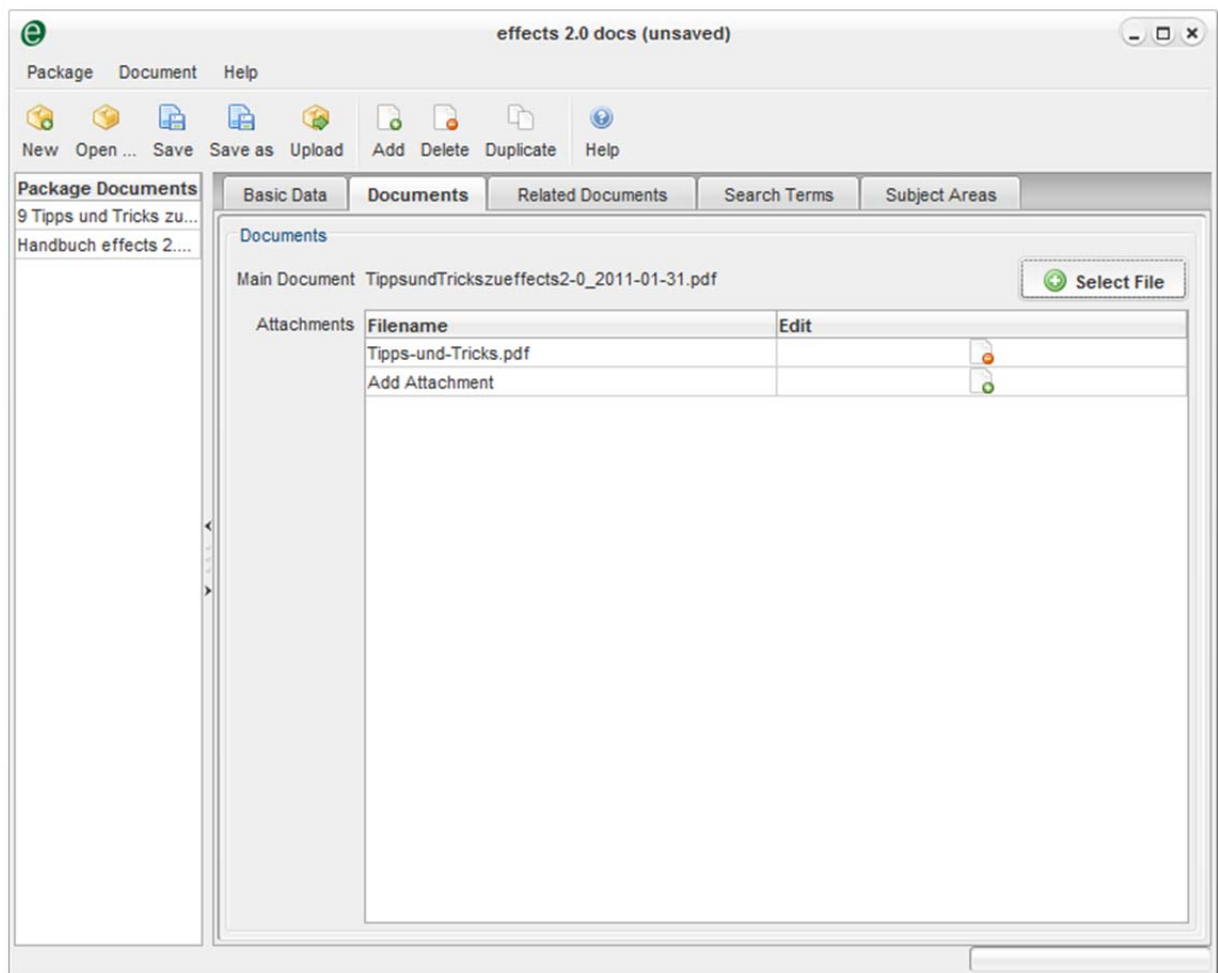 effects 2.0 docs (unsaved)
Package Document Help
New Open ... Save Save as Upload Add Delete Duplicate Help
Package Documents
9 Tipps und Tricks zu...
Handbuch effects 2....
Basic Data Documents Related Documents Search Terms Subject Areas
Documents
Main Document TippsundTrickszueffects2-0_2011-01-31.pdf Select File
Attachments Filename Edit
Tipps-und-Tricks.pdf
Add Attachment